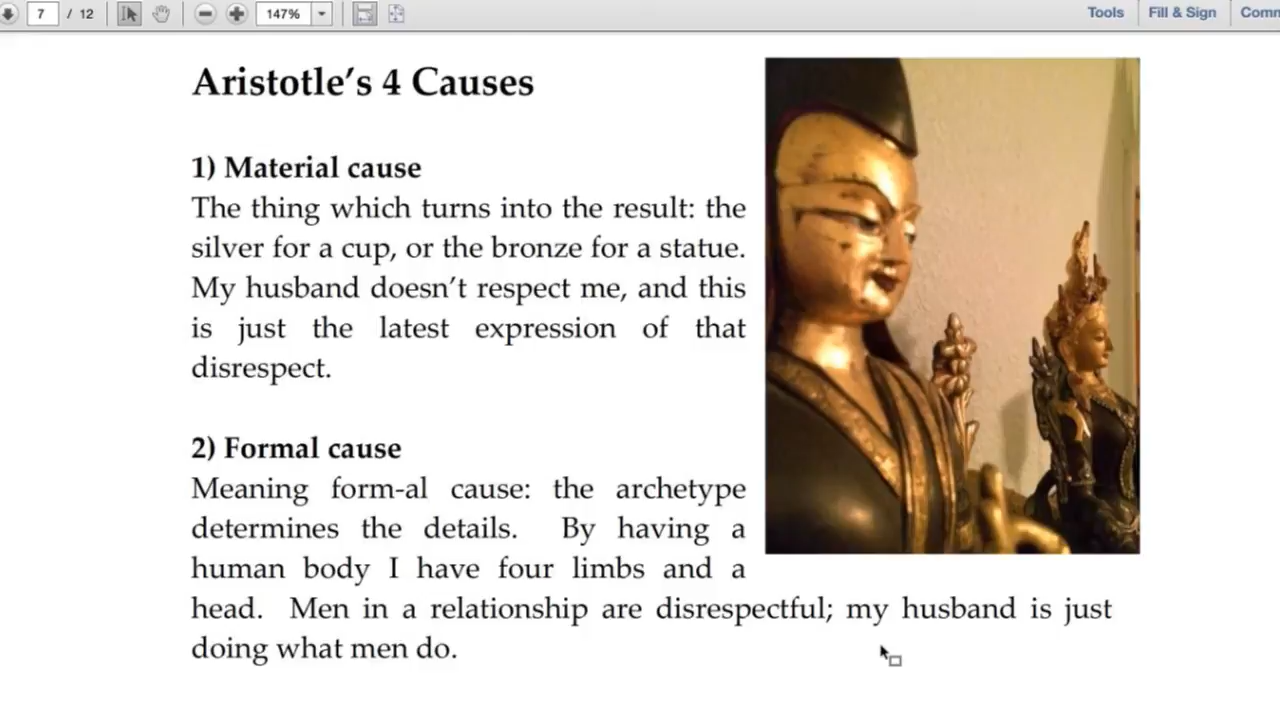 7 / 12 147% Tools Fill & Sign Comm
Aristotle's 4 Causes
1) Material cause
The thing which turns into the result: the
silver for a cup, or the bronze for a statue.
My husband doesn't respect me, and this
is just the latest expression of that
disrespect.
2) Formal cause
Meaning form-al cause: the archetype
determines the details. By having a
human body I have four limbs and a
head. Men in a relationship are disrespectful; my husband is just
doing what men do.